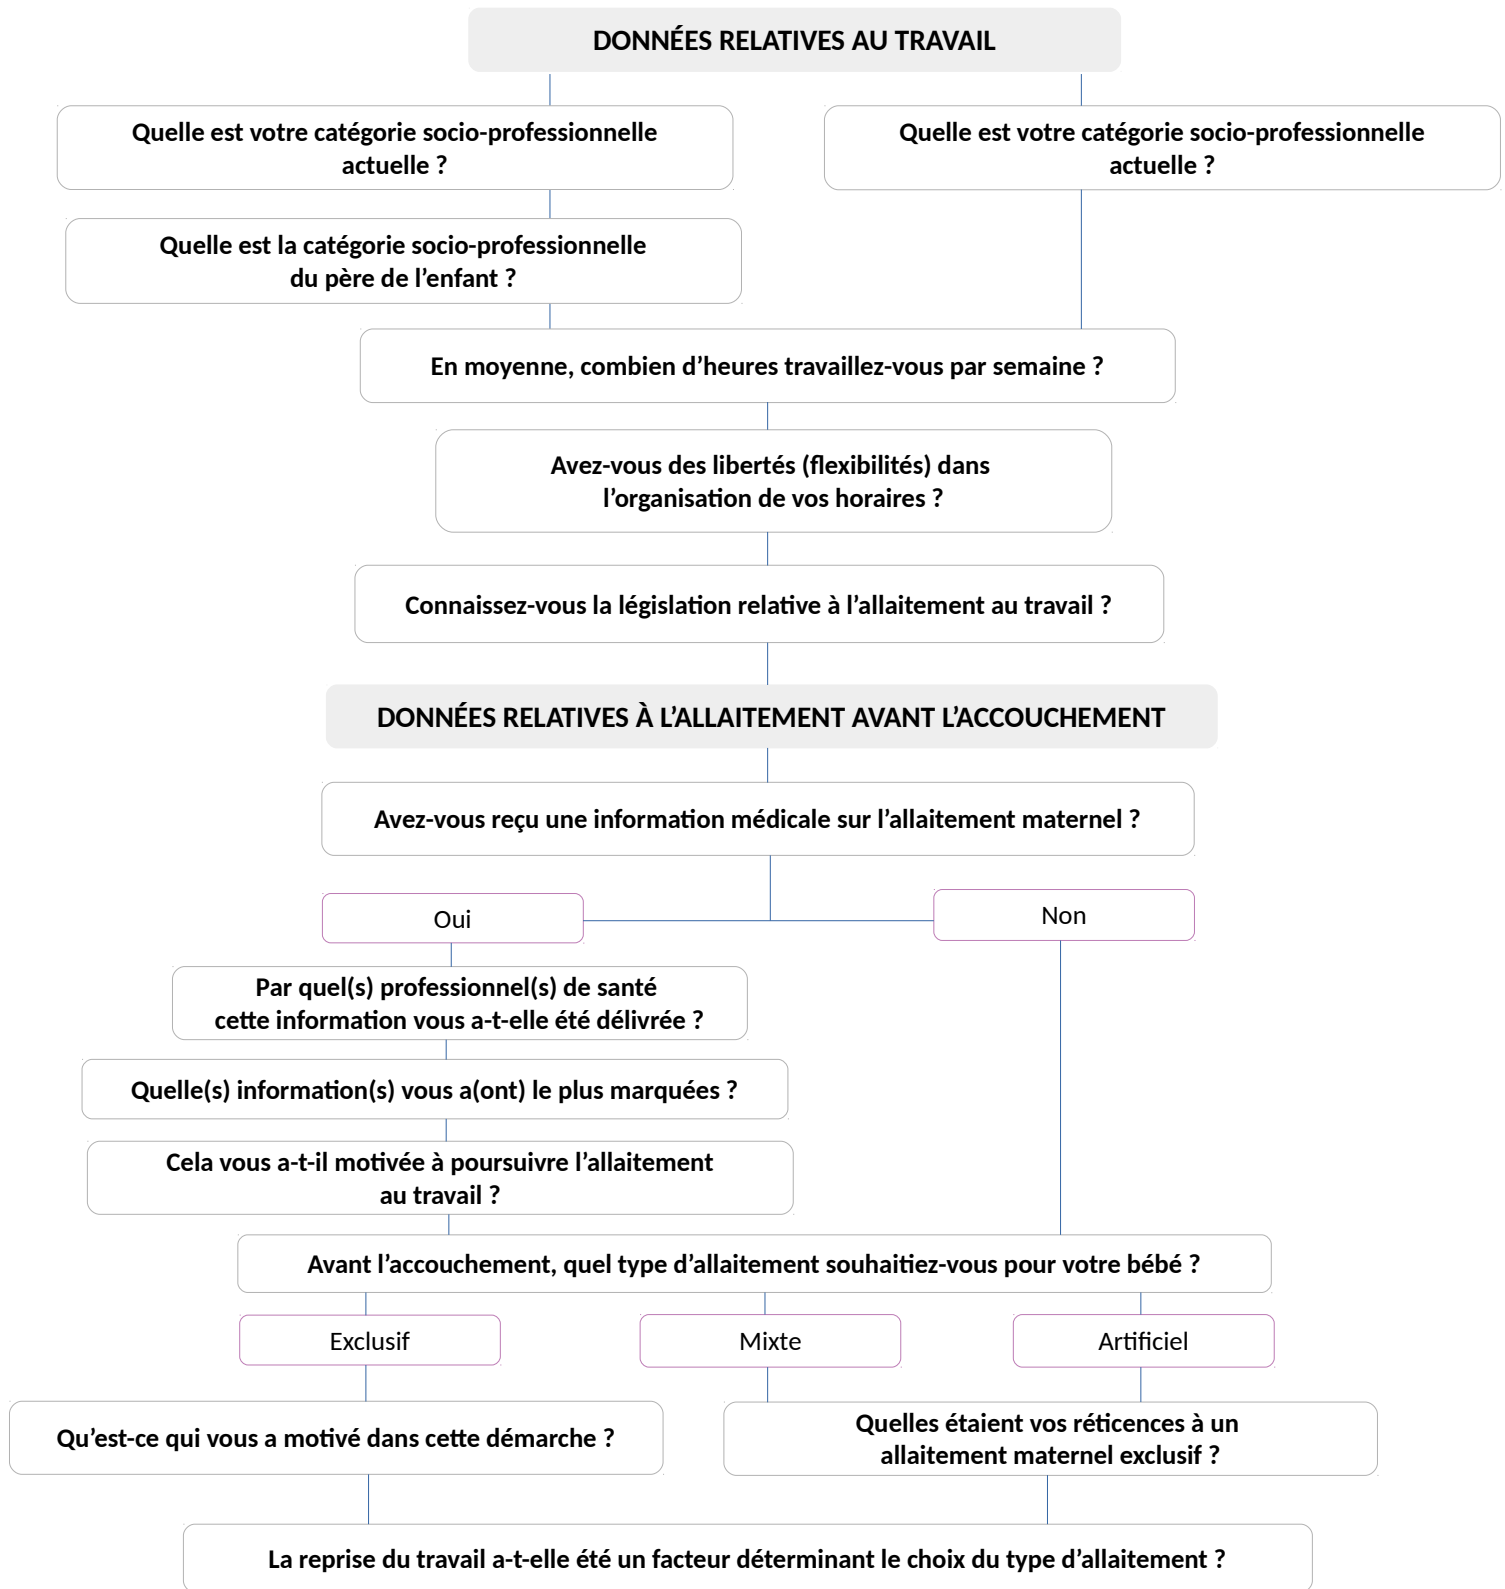 DONNÉES RELATIVES AU TRAVAIL
Quelle est votre catégorie socio-professionnelle
actuelle ?
Quelle est votre catégorie socio-professionnelle
actuelle ?
Quelle est la catégorie socio-professionnelle
du père de l’enfant ?
En moyenne, combien d’heures travaillez-vous par semaine ?
Avez-vous des libertés (flexibilités) dans
l’organisation de vos horaires ?
Connaissez-vous la législation relative à l’allaitement au travail ?
DONNÉES RELATIVES À L’ALLAITEMENT AVANT L’ACCOUCHEMENT
Avez-vous reçu une information médicale sur l’allaitement maternel ?
Oui
Non
Par quel(s) professionnel(s) de santé
cette information vous a-t-elle été délivrée ?
Quelle(s) information(s) vous a(ont) le plus marquées ?
Cela vous a-t-il motivée à poursuivre l’allaitement
au travail ?
Avant l’accouchement, quel type d’allaitement souhaitiez-vous pour votre bébé ?
Exclusif
Mixte
Artificiel
Qu’est-ce qui vous a motivé dans cette démarche ?
Quelles étaient vos réticences à un
allaitement maternel exclusif ?
La reprise du travail a-t-elle été un facteur déterminant le choix du type d’allaitement ?